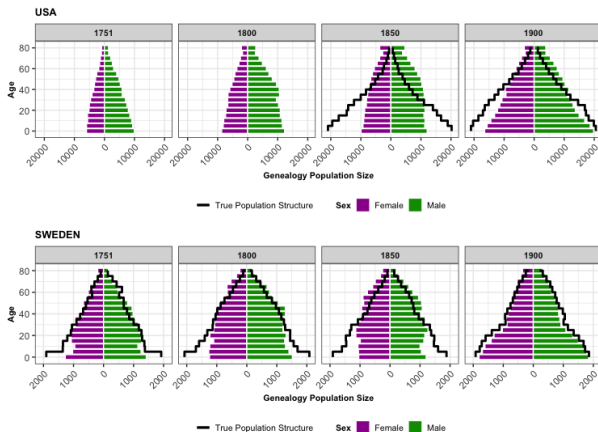 USA
1751 1800 1850 1900
80
60
40
20
0
Age
20000 10000 0 10000 20000 20000 10000 0 10000 20000 20000 10000 0 10000 20000 20000 10000 0 10000 20000
Genealogy Population Size
True Population Structure Sex Female Male
SWEDEN
1751 1800 1850 1900
80
60
40
20
0
Age
2000 1000 0 1000 2000 2000 1000 0 1000 2000 2000 1000 0 1000 2000 2000 1000 0 1000 2000
Genealogy Population Size
True Population Structure Sex Female Male